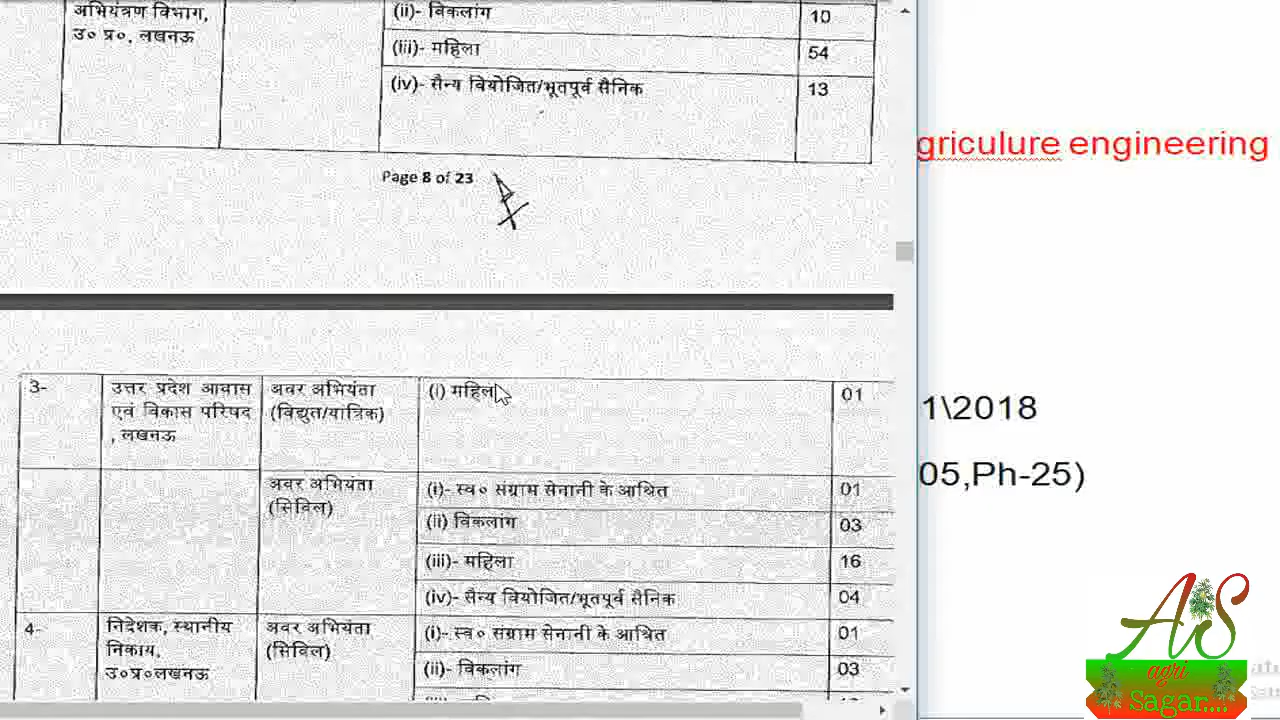 अभियंत्रण विभाग,
उ० प्र०, लखनऊ
(ii)- विकलांग 10
(iii)- महिला 54
(iv)- सैन्य वियोजित/भूतपूर्व सैनिक 13
griculure engineering
Page 8 of 23
3-
उत्तर प्रदेश आवास
एवं विकास परिषद
, लखनऊ
अवर अभियंता
(विद्युत/यांत्रिक)
(i) महिल 01
अवर अभियंता
(सिविल)
(i)- स्व० संग्राम सेनानी के आश्रित 01
(ii) विकलांग 03
(iii)- महिला 16
(iv)- सैन्य वियोजित/भूतपूर्व सैनिक 04
4-
निदेशक, स्थानीय
निकाय,
उ०प्र०लखनऊ
अवर अभियंता
(सिविल)
(i)- स्व० संग्राम सेनानी के आश्रित 01
(ii)- विकलांग 03
1\2018
05,Ph-25)
AS
agri
Sagar...